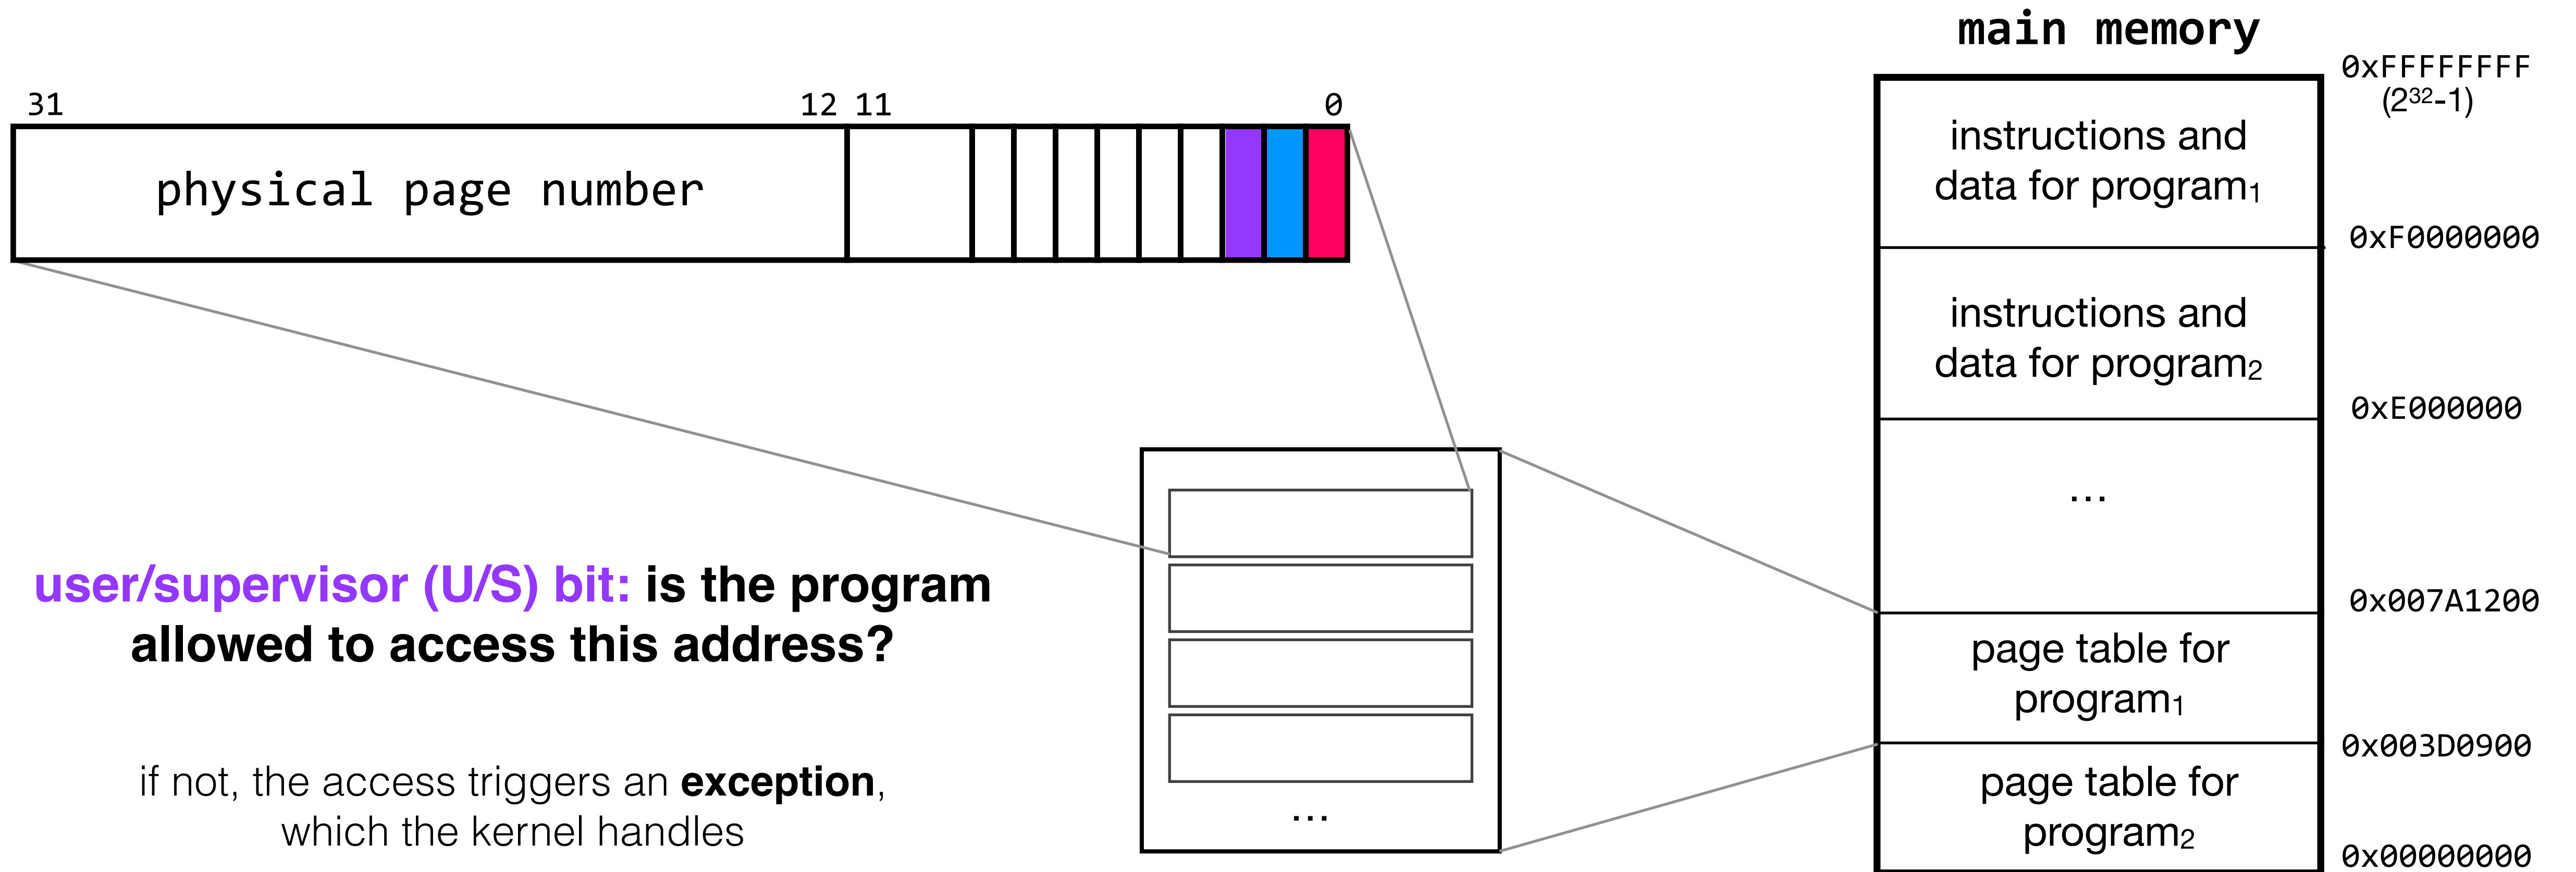 main memory
31
12
11
0
physical page number
0xFFFFFFFF
(2³²-1)
instructions and
data for program₁
0xF0000000
instructions and
data for program₂
0xE000000
...
user/supervisor (U/S) bit: is the program
allowed to access this address?
if not, the access triggers an exception,
which the kernel handles
...
0x007A1200
page table for
program₁
0x003D0900
page table for
program₂
0x00000000